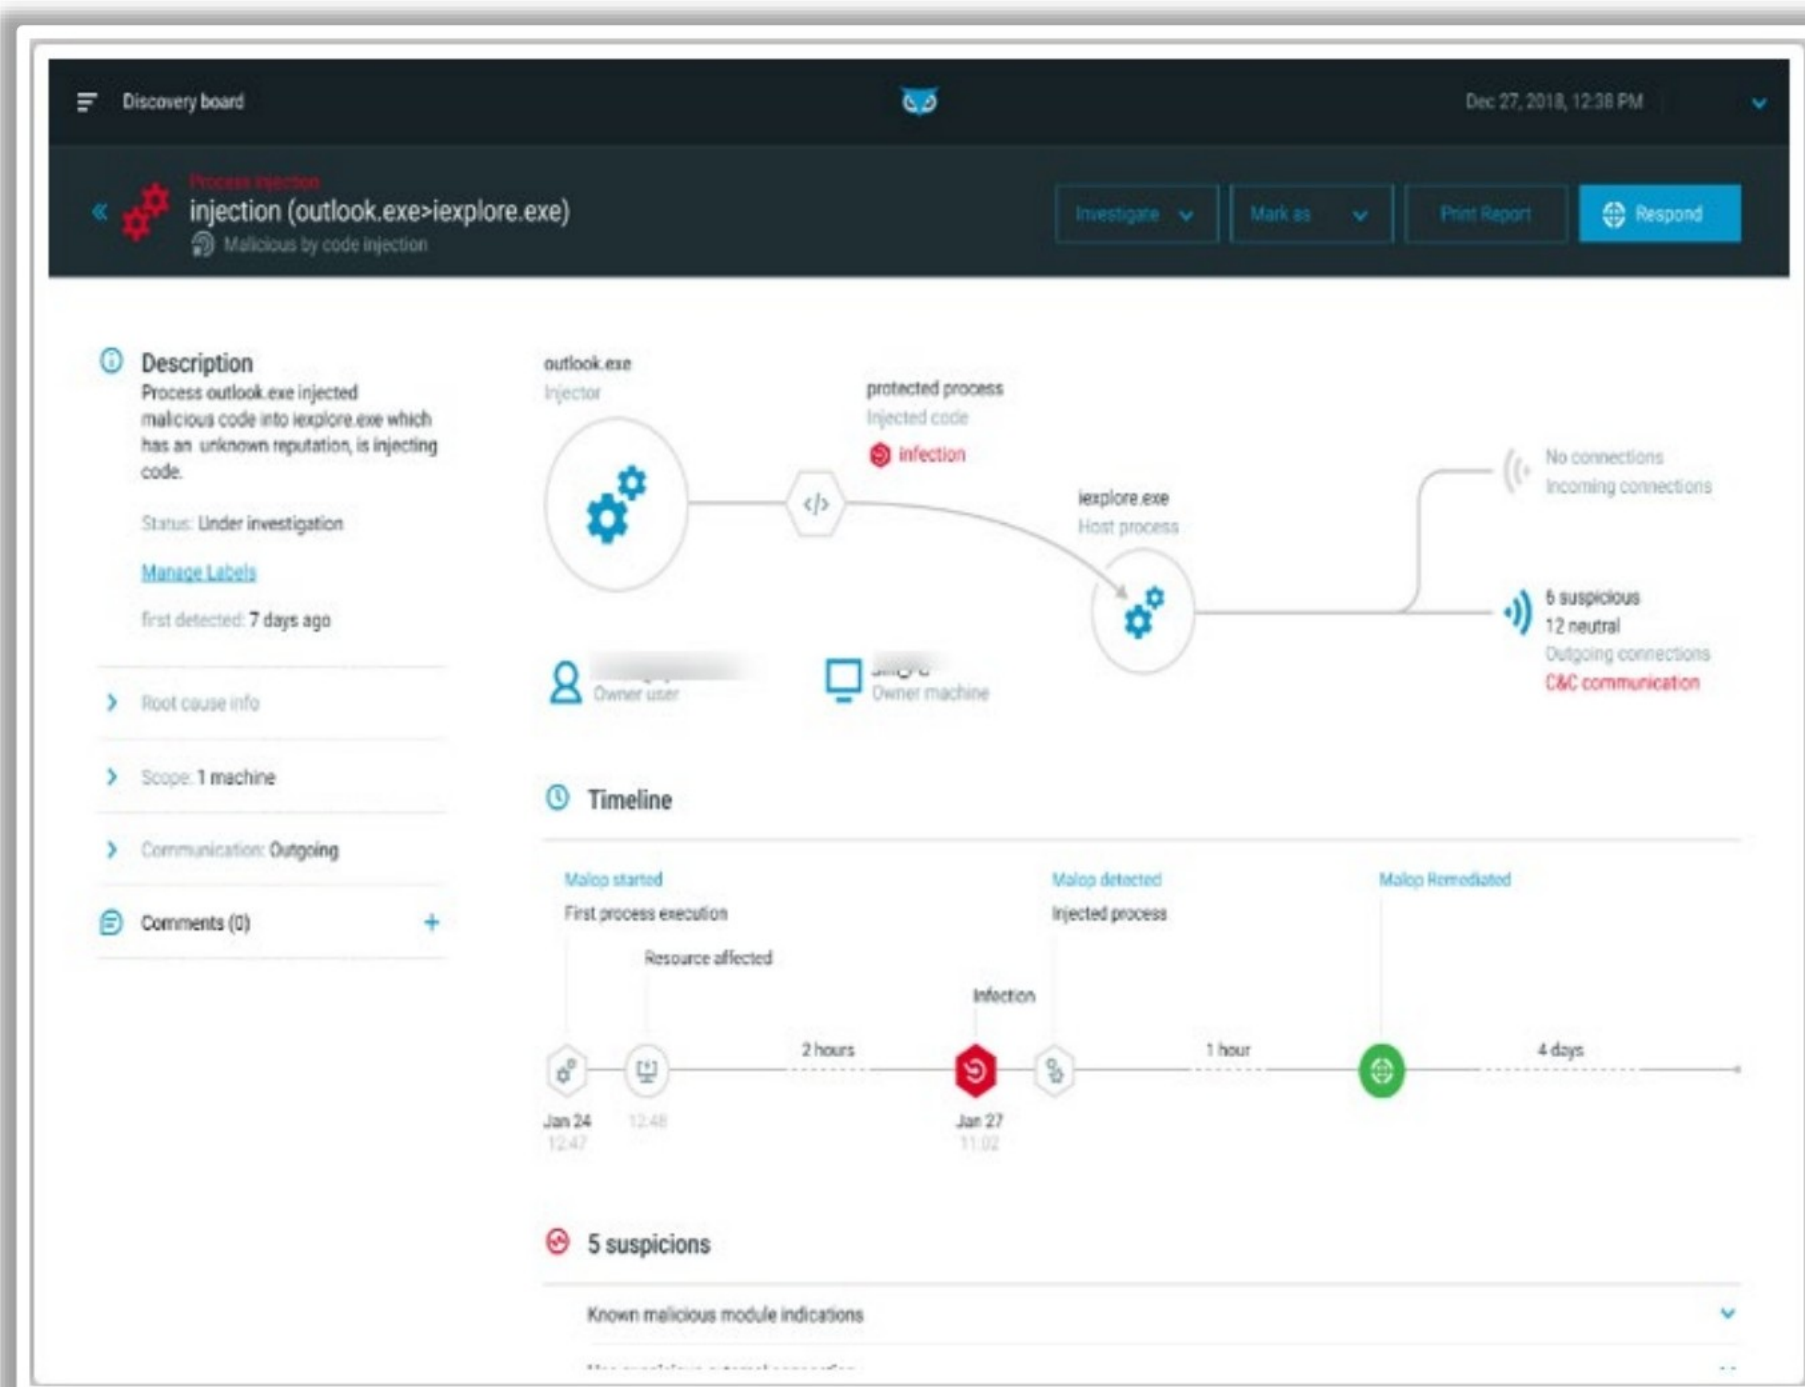 Discovery board
Dec 27, 2018, 12:38 PM
Process injection
injection (outlook.exe>iexplore.exe)
Malicious by code injection
Investigate
Mark as
Print Report
Respond
Description
Process outlook.exe injected
malicious code into iexplore.exe which
has an unknown reputation, is injecting
code.
Status: Under investigation
Manage Labels
first detected: 7 days ago
Root cause info
Scope: 1 machine
Communication: Outgoing
Comments (0)
outlook.exe
Injector
protected process
Injected code
infection
iexplore.exe
Host process
No connections
Incoming connections
6 suspicious
12 neutral
Outgoing connections
C&C communication
Owner user
Owner machine
Timeline
Malop started
First process execution
Resource affected
Malop detected
Injected process
Infection
Malop Remediated
2 hours
1 hour
4 days
Jan 24
12:47
12:48
Jan 27
11:02
5 suspicions
Known malicious module indications